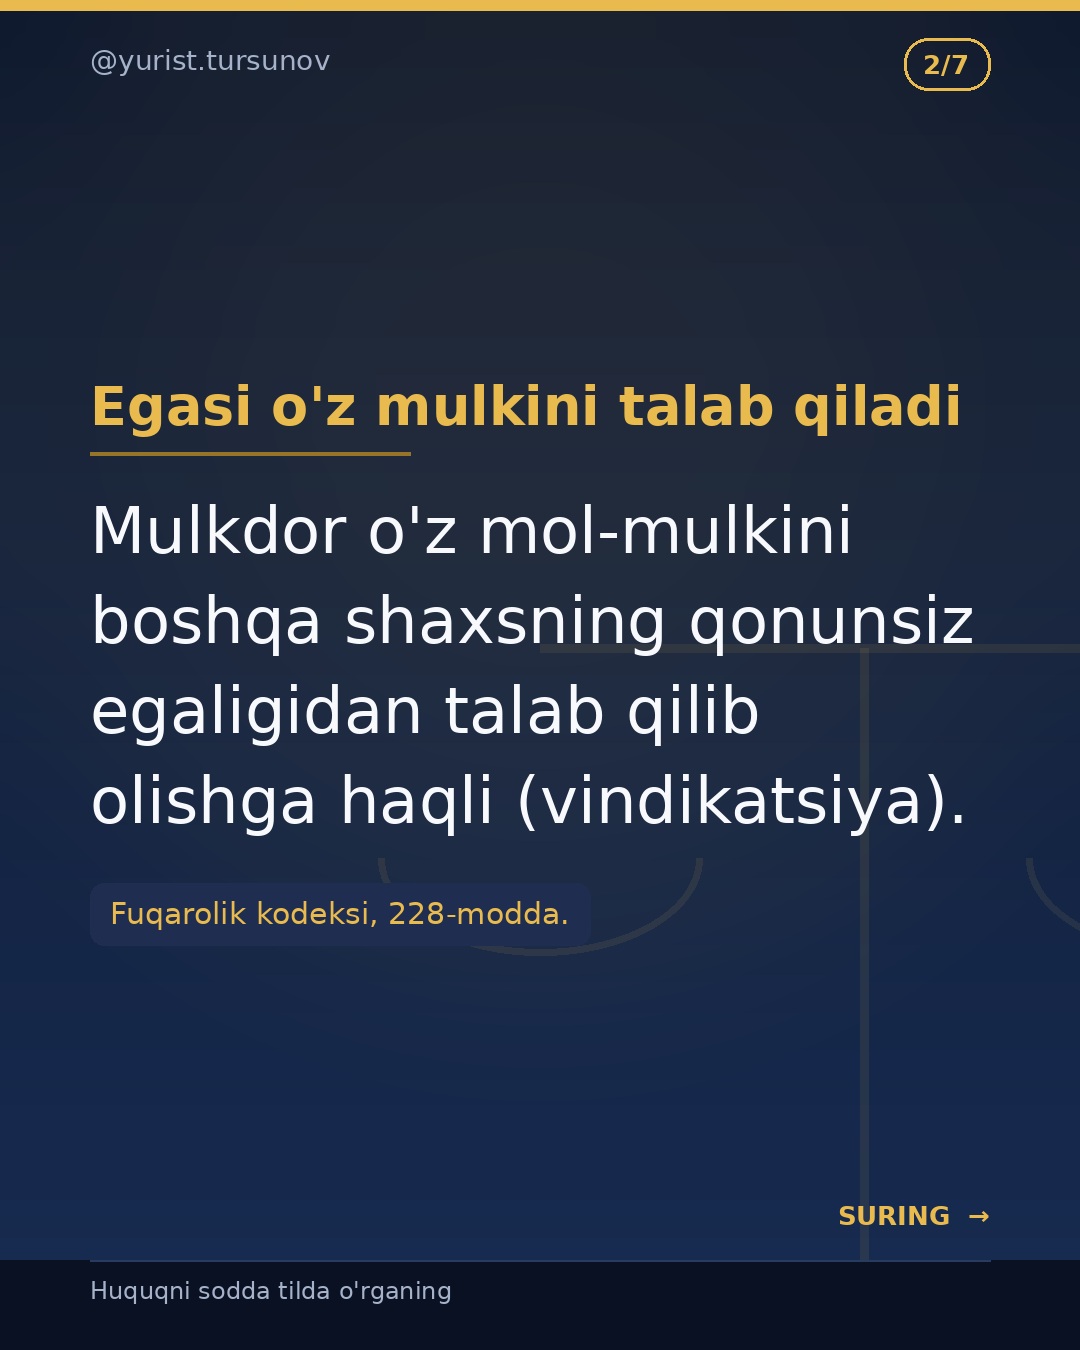 @yurist.tursunov
2/7
Egasi o'z mulkini talab qiladi
Mulkdor o'z mol-mulkini
boshqa shaxsning qonunsiz
egaligidan talab qilib
olishga haqli (vindikatsiya).
Fuqarolik kodeksi, 228-modda.
SURING →
Huquqni sodda tilda o'rganing